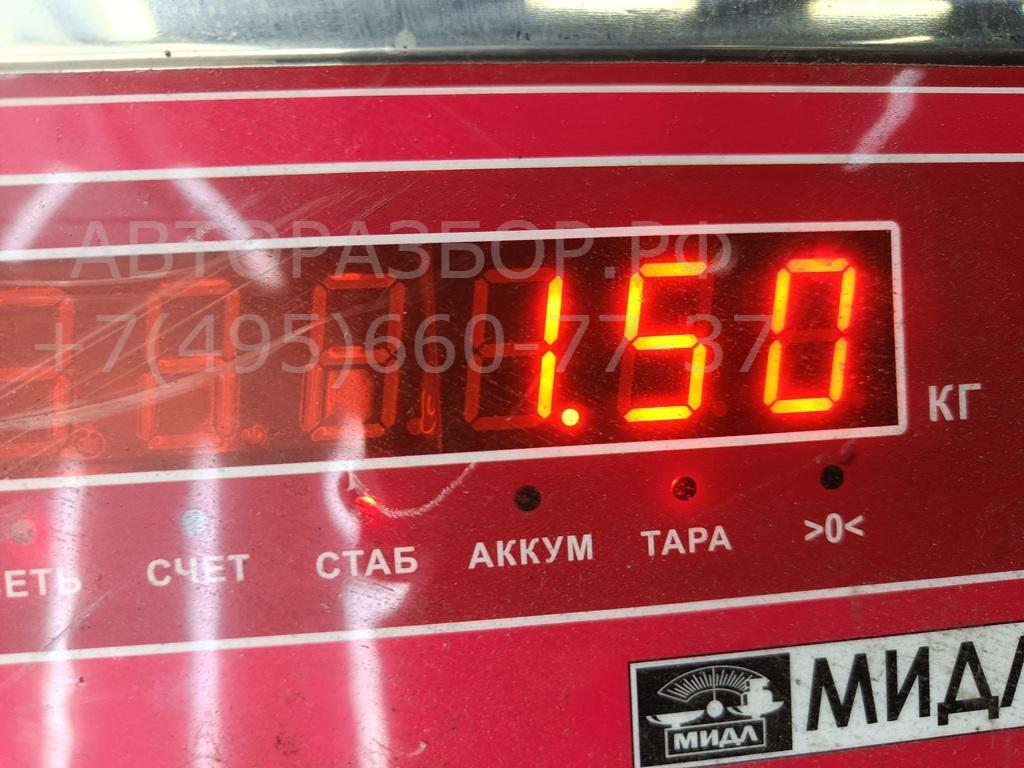 МИДЛ
АВТОРАЗБОР.РФ
+7(495)660-77-37
1.50
КГ
СЧЕТ СТАБ АККУМ ТАРА >0<
МИДЛ